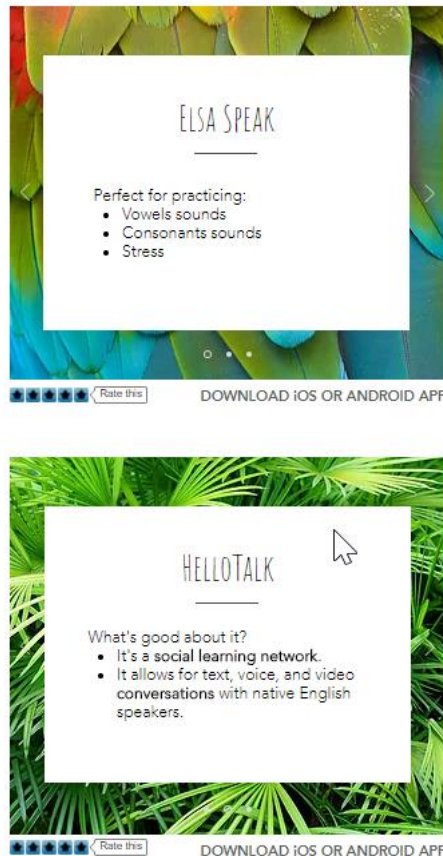 ELSA SPEAK
Perfect for practicing:
• Vowels sounds
• Consonants sounds
• Stress
Rate this
DOWNLOAD iOS OR ANDROID APP
HELLOTALK
What's good about it?
• It's a social learning network.
• It allows for text, voice, and video
conversations with native English
speakers.
Rate this
DOWNLOAD iOS OR ANDROID APP